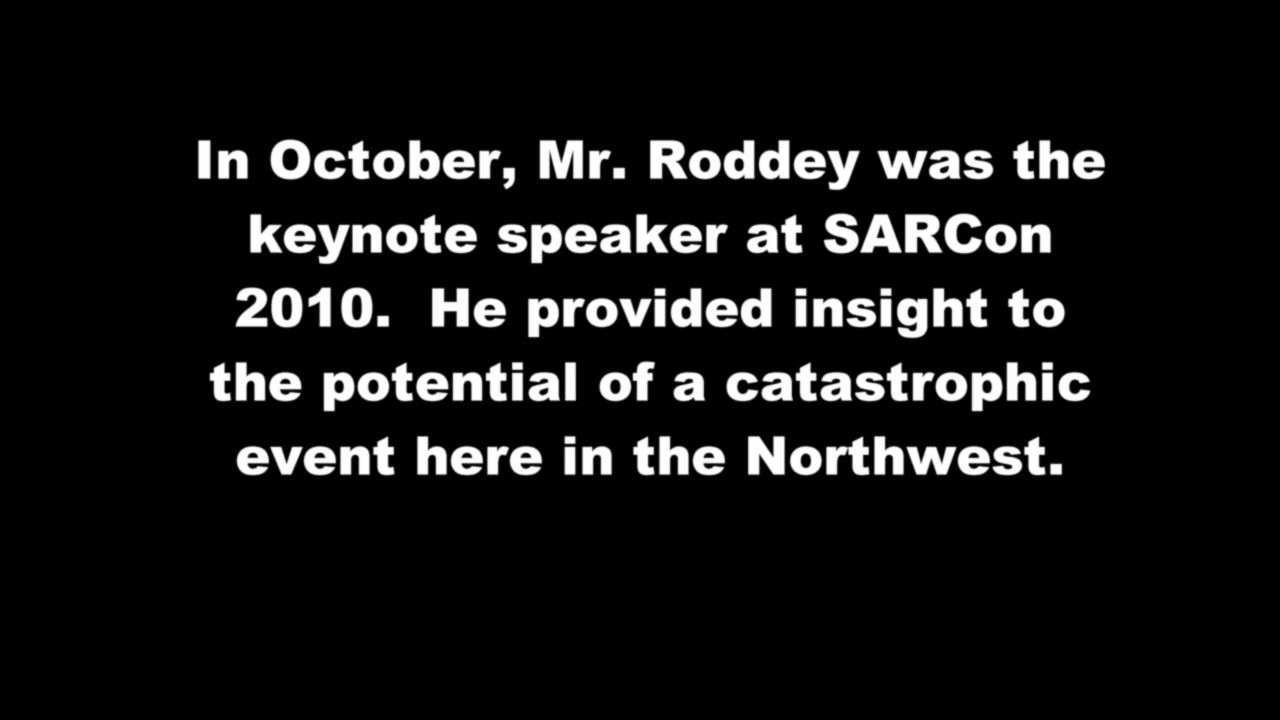 In October, Mr. Roddey was the
keynote speaker at SARCon
2010.  He provided insight to
the potential of a catastrophic
event here in the Northwest.